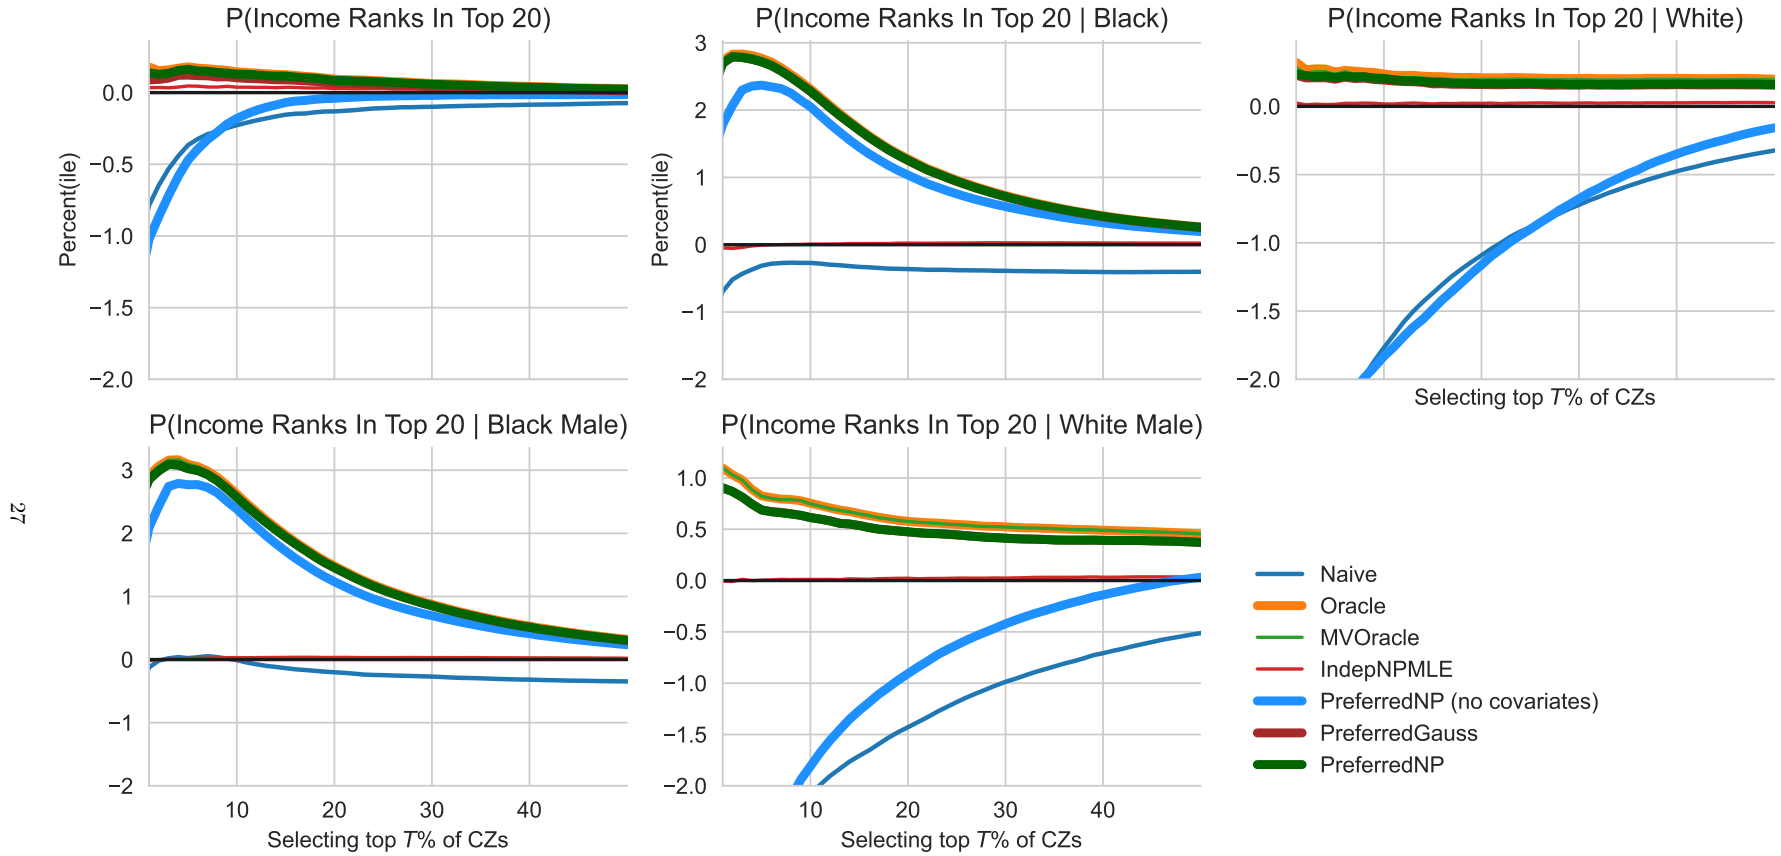 P(Income Ranks In Top 20)
Percent(ile)
0.0
−0.5
−1.0
−1.5
−2.0
P(Income Ranks In Top 20 | Black)
Percent(ile)
3
2
1
0
−1
−2
P(Income Ranks In Top 20 | White)
0.0
−0.5
−1.0
−1.5
−2.0
Selecting top T% of CZs
P(Income Ranks In Top 20 | Black Male)
3
2
1
0
−1
−2
10 20 30 40
Selecting top T% of CZs
P(Income Ranks In Top 20 | White Male)
1.0
0.5
0.0
−0.5
−1.0
−1.5
−2.0
10 20 30 40
Selecting top T% of CZs
Naive
Oracle
MVOracle
IndepNPMLE
PreferredNP (no covariates)
PreferredGauss
PreferredNP
27